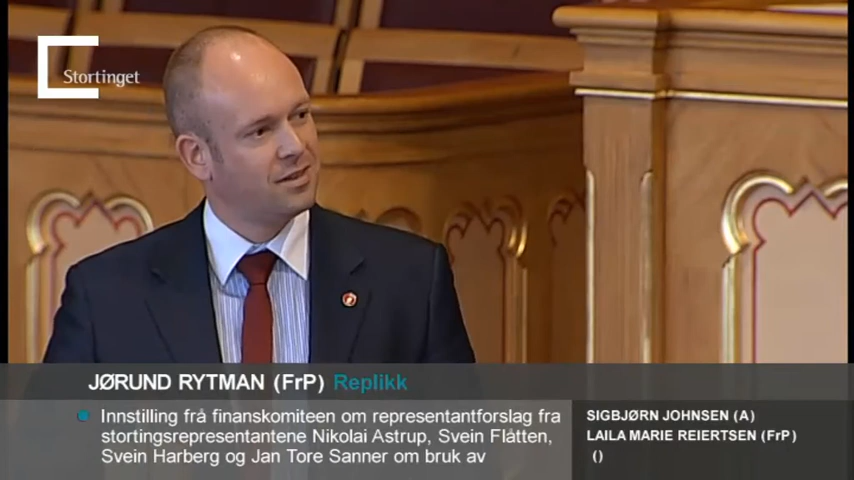 Stortinget
JØRUND RYTMAN (FrP) Replikk
Innstilling frå finanskomiteen om representantforslag fra
stortingsrepresentantene Nikolai Astrup, Svein Flåtten,
Svein Harberg og Jan Tore Sanner om bruk av
SIGBJØRN JOHNSEN (A)
LAILA MARIE REIERTSEN (FrP)
()